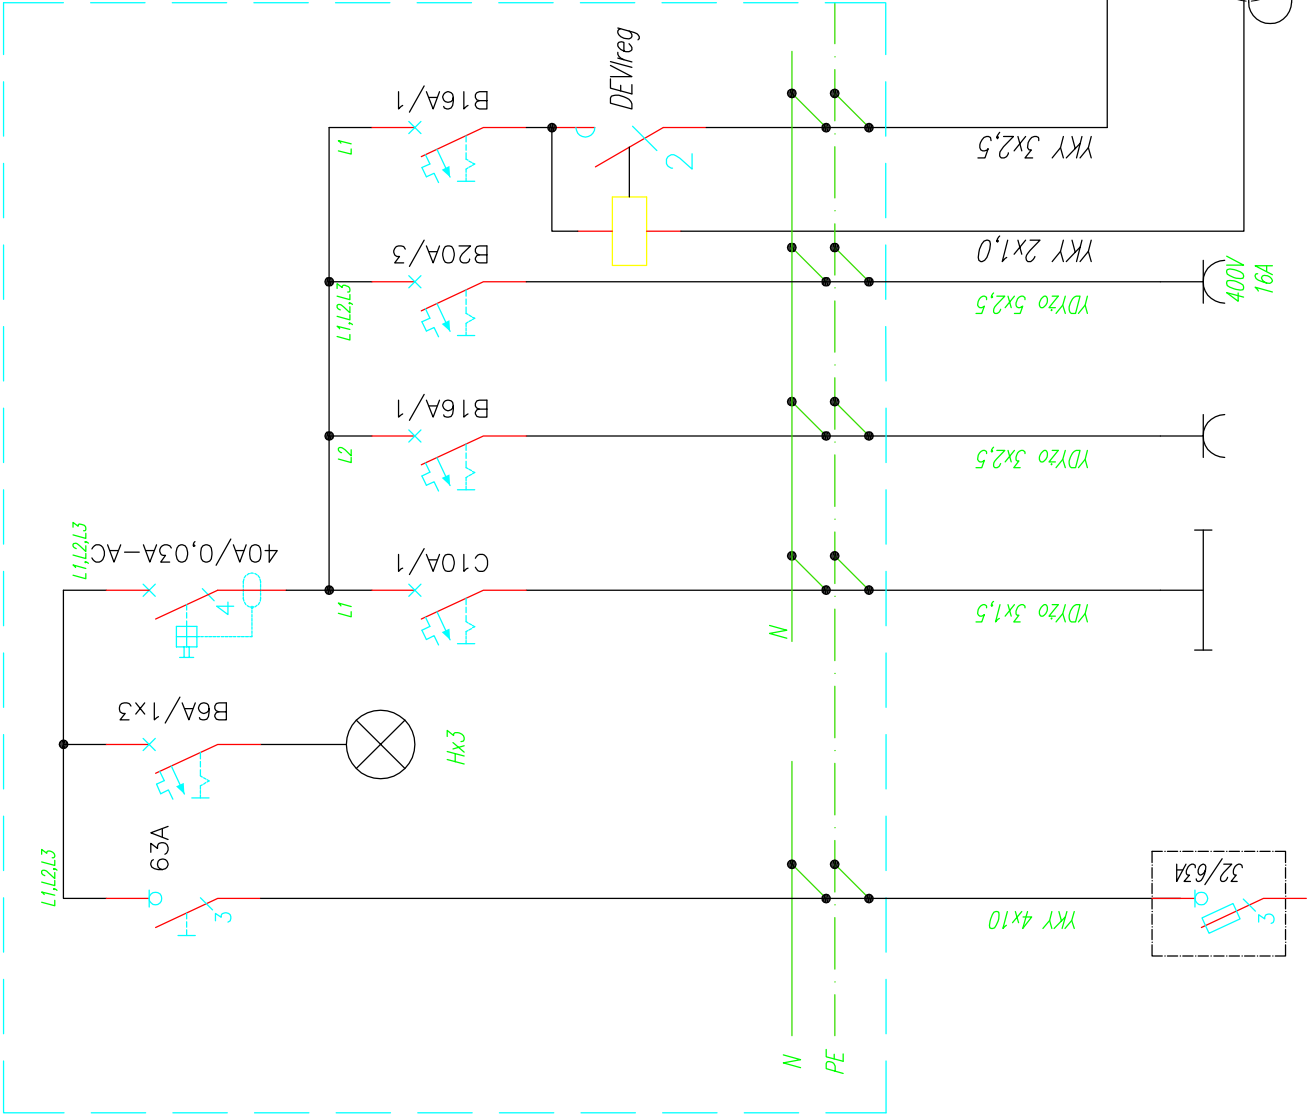 DEVIreg
B16A/1
L1
2
YKY 3x2,5
B20A/3
L1,L2,L3
YKY 2x1,0
YDYżo 5x2,5
400V
16A
B16A/1
L2
YDYżo 3x2,5
L1,L2,L3
40A/0,03A-AC
4
C10A/1
L1
N
YDYżo 3x1,5
B6A/1x3
Hx3
L1,L2,L3
63A
3
YKY 4x10
32/63A
3
N
PE